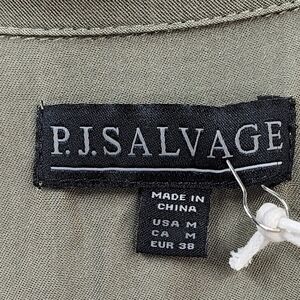 P.J.SALVAGE
MADE IN
CHINA
USA M
CA M
EUR 38